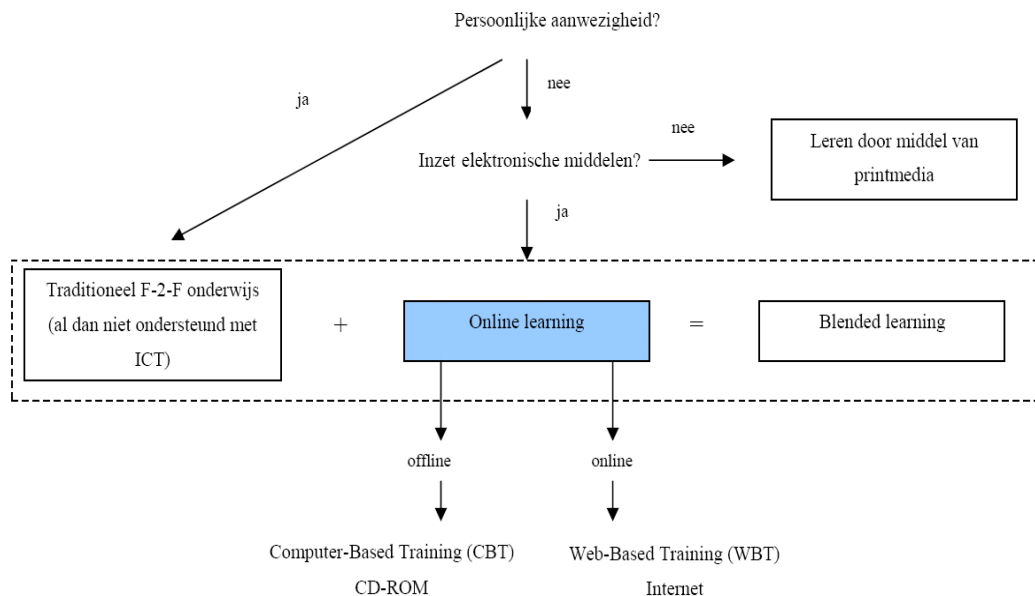 Persoonlijke aanwezigheid?
ja
nee
Inzet elektronische middelen?
nee
Leren door middel van
printmedia
ja
Traditioneel F-2-F onderwijs
(al dan niet ondersteund met
ICT)
+
Online learning
=
Blended learning
offline
online
Computer-Based Training (CBT)
CD-ROM
Web-Based Training (WBT)
Internet